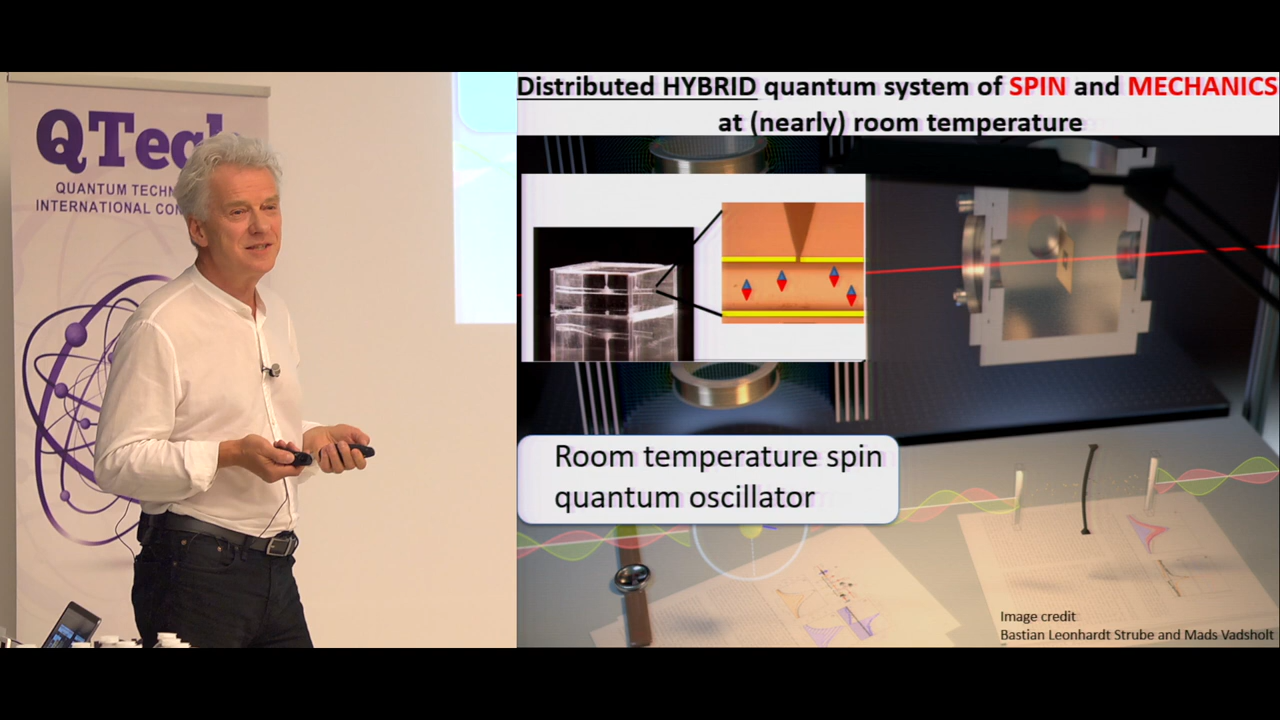 QTech
QUANTUM TECHN
INTERNATIONAL CON
Distributed HYBRID quantum system of SPIN and MECHANICS
at (nearly) room temperature
Room temperature spin
quantum oscillator
Image credit
Bastian Leonhardt Strube and Mads Vadsholt